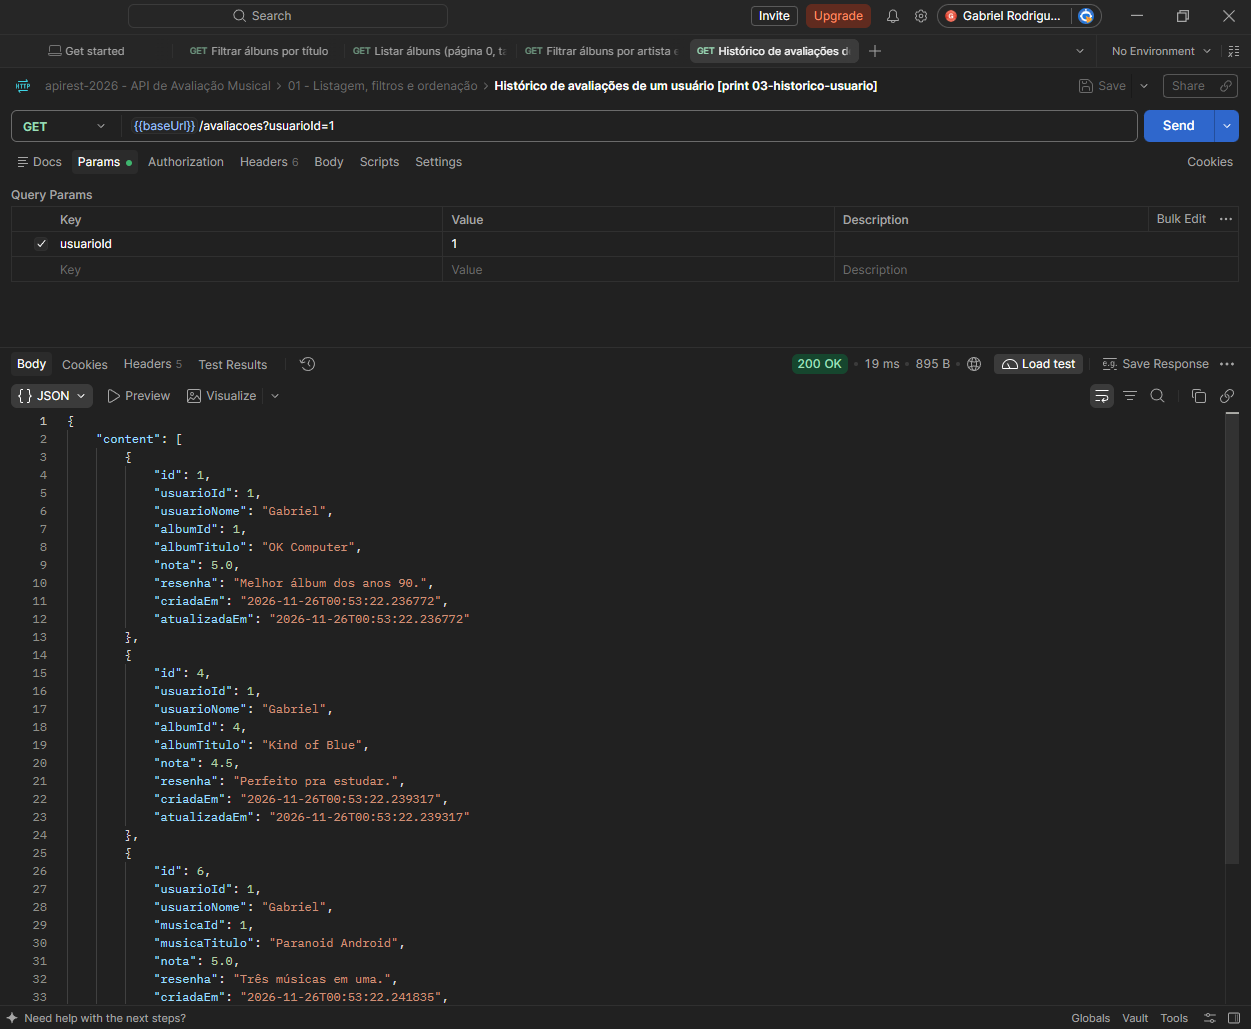 Search
Invite
Upgrade
G Gabriel Rodrigu...
Get started
GET Filtrar álbuns por título
GET Listar álbuns (página 0, ta
GET Filtrar álbuns por artista e
GET Histórico de avaliações d
No Environment
HTTP apirest-2026 - API de Avaliação Musical > 01 - Listagem, filtros e ordenação > Histórico de avaliações de um usuário [print 03-historico-usuario]
Save
Share
GET {{baseUrl}}/avaliacoes?usuarioId=1
Send
Docs Params Authorization Headers 6 Body Scripts Settings
Cookies
Query Params
Key Value Description Bulk Edit
usuarioId 1
Key Value Description
Body Cookies Headers 5 Test Results
200 OK • 19 ms • 895 B
Load test
e.g. Save Response
{} JSON Preview Visualize
1 {
2 "content": [
3 {
4 "id": 1,
5 "usuarioId": 1,
6 "usuarioNome": "Gabriel",
7 "albumId": 1,
8 "albumTitulo": "OK Computer",
9 "nota": 5.0,
10 "resenha": "Melhor álbum dos anos 90.",
11 "criadaEm": "2026-11-26T00:53:22.236772",
12 "atualizadaEm": "2026-11-26T00:53:22.236772"
13 },
14 {
15 "id": 4,
16 "usuarioId": 1,
17 "usuarioNome": "Gabriel",
18 "albumId": 4,
19 "albumTitulo": "Kind of Blue",
20 "nota": 4.5,
21 "resenha": "Perfeito pra estudar.",
22 "criadaEm": "2026-11-26T00:53:22.239317",
23 "atualizadaEm": "2026-11-26T00:53:22.239317"
24 },
25 {
26 "id": 6,
27 "usuarioId": 1,
28 "usuarioNome": "Gabriel",
29 "musicaId": 1,
30 "musicaTitulo": "Paranoid Android",
31 "nota": 5.0,
32 "resenha": "Três músicas em uma.",
33 "criadaEm": "2026-11-26T00:53:22.241835",
Need help with the next steps?
Globals Vault Tools